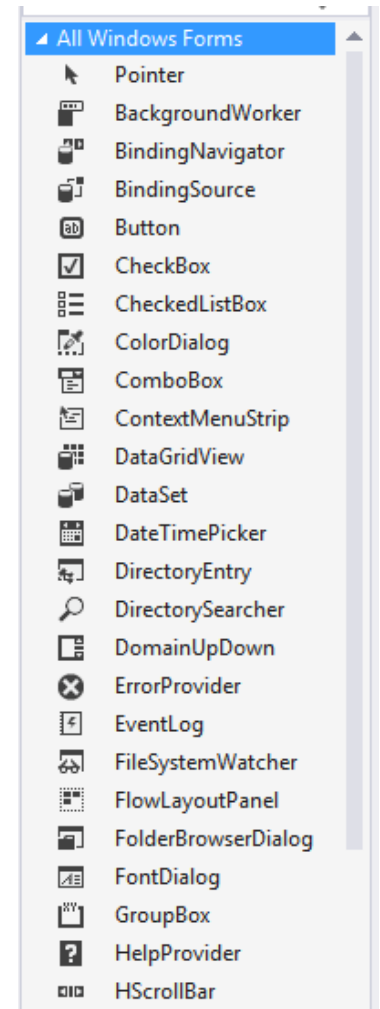 All Windows Forms
Pointer
BackgroundWorker
BindingNavigator
BindingSource
Button
CheckBox
CheckedListBox
ColorDialog
ComboBox
ContextMenuStrip
DataGridView
DataSet
DateTimePicker
DirectoryEntry
DirectorySearcher
DomainUpDown
ErrorProvider
EventLog
FileSystemWatcher
FlowLayoutPanel
FolderBrowserDialog
FontDialog
GroupBox
HelpProvider
HScrollBar